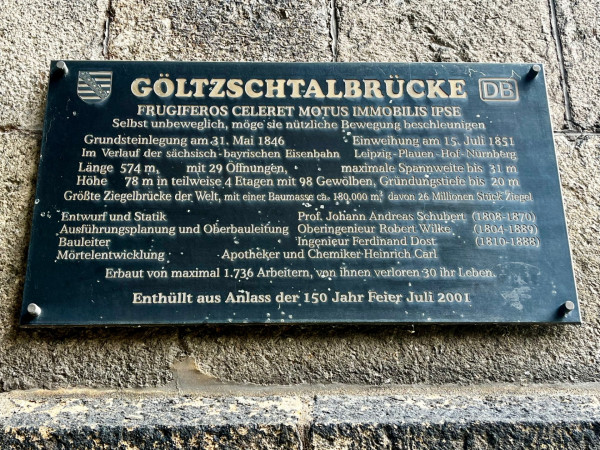 GÖLTZSCHTALBRÜCKE DB
FRUGIFEROS CELERET MOTUS IMMOBILIS IPSE
Selbst unbeweglich, möge sie nützliche Bewegung beschleunigen
Grundsteinlegung am 31. Mai 1846 Einweihung am 15. Juli 1851
Im Verlauf der sächsisch-bayrischen Eisenbahn Leipzig-Plauen-Hof-Nürnberg
Länge 574 m, mit 29 Öffnungen, maximale Spannweite bis 31 m
Höhe 78 m in teilweise 4 Etagen mit 98 Gewölben, Gründungstiefe bis 20 m
Größte Ziegelbrücke der Welt, mit einer Baumasse ca. 180,000 m³ davon 26 Millionen Stück Ziegel
Entwurf und Statik Prof. Johann Andreas Schubert (1808-1870)
Ausführungsplanung und Oberbauleitung Oberingenieur Robert Wilke, (1804-1889)
Bauleiter Ingenieur Ferdinand Dost (1810-1888)
Mörtelentwicklung Apotheker und Chemiker Heinrich Carl
Erbaut von maximal 1.736 Arbeitern, von ihnen verloren 30 ihr Leben.
Enthüllt aus Anlass der 150 Jahr Feier Juli 2001